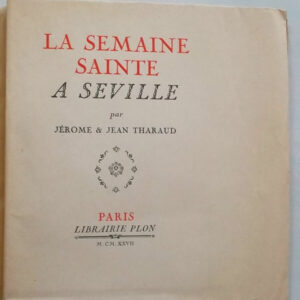 LA SEMAINE
SAINTE
A SEVILLE
par
JÉROME & JEAN THARAUD
PARIS
LIBRAIRIE PLON
M. CM. XXVII